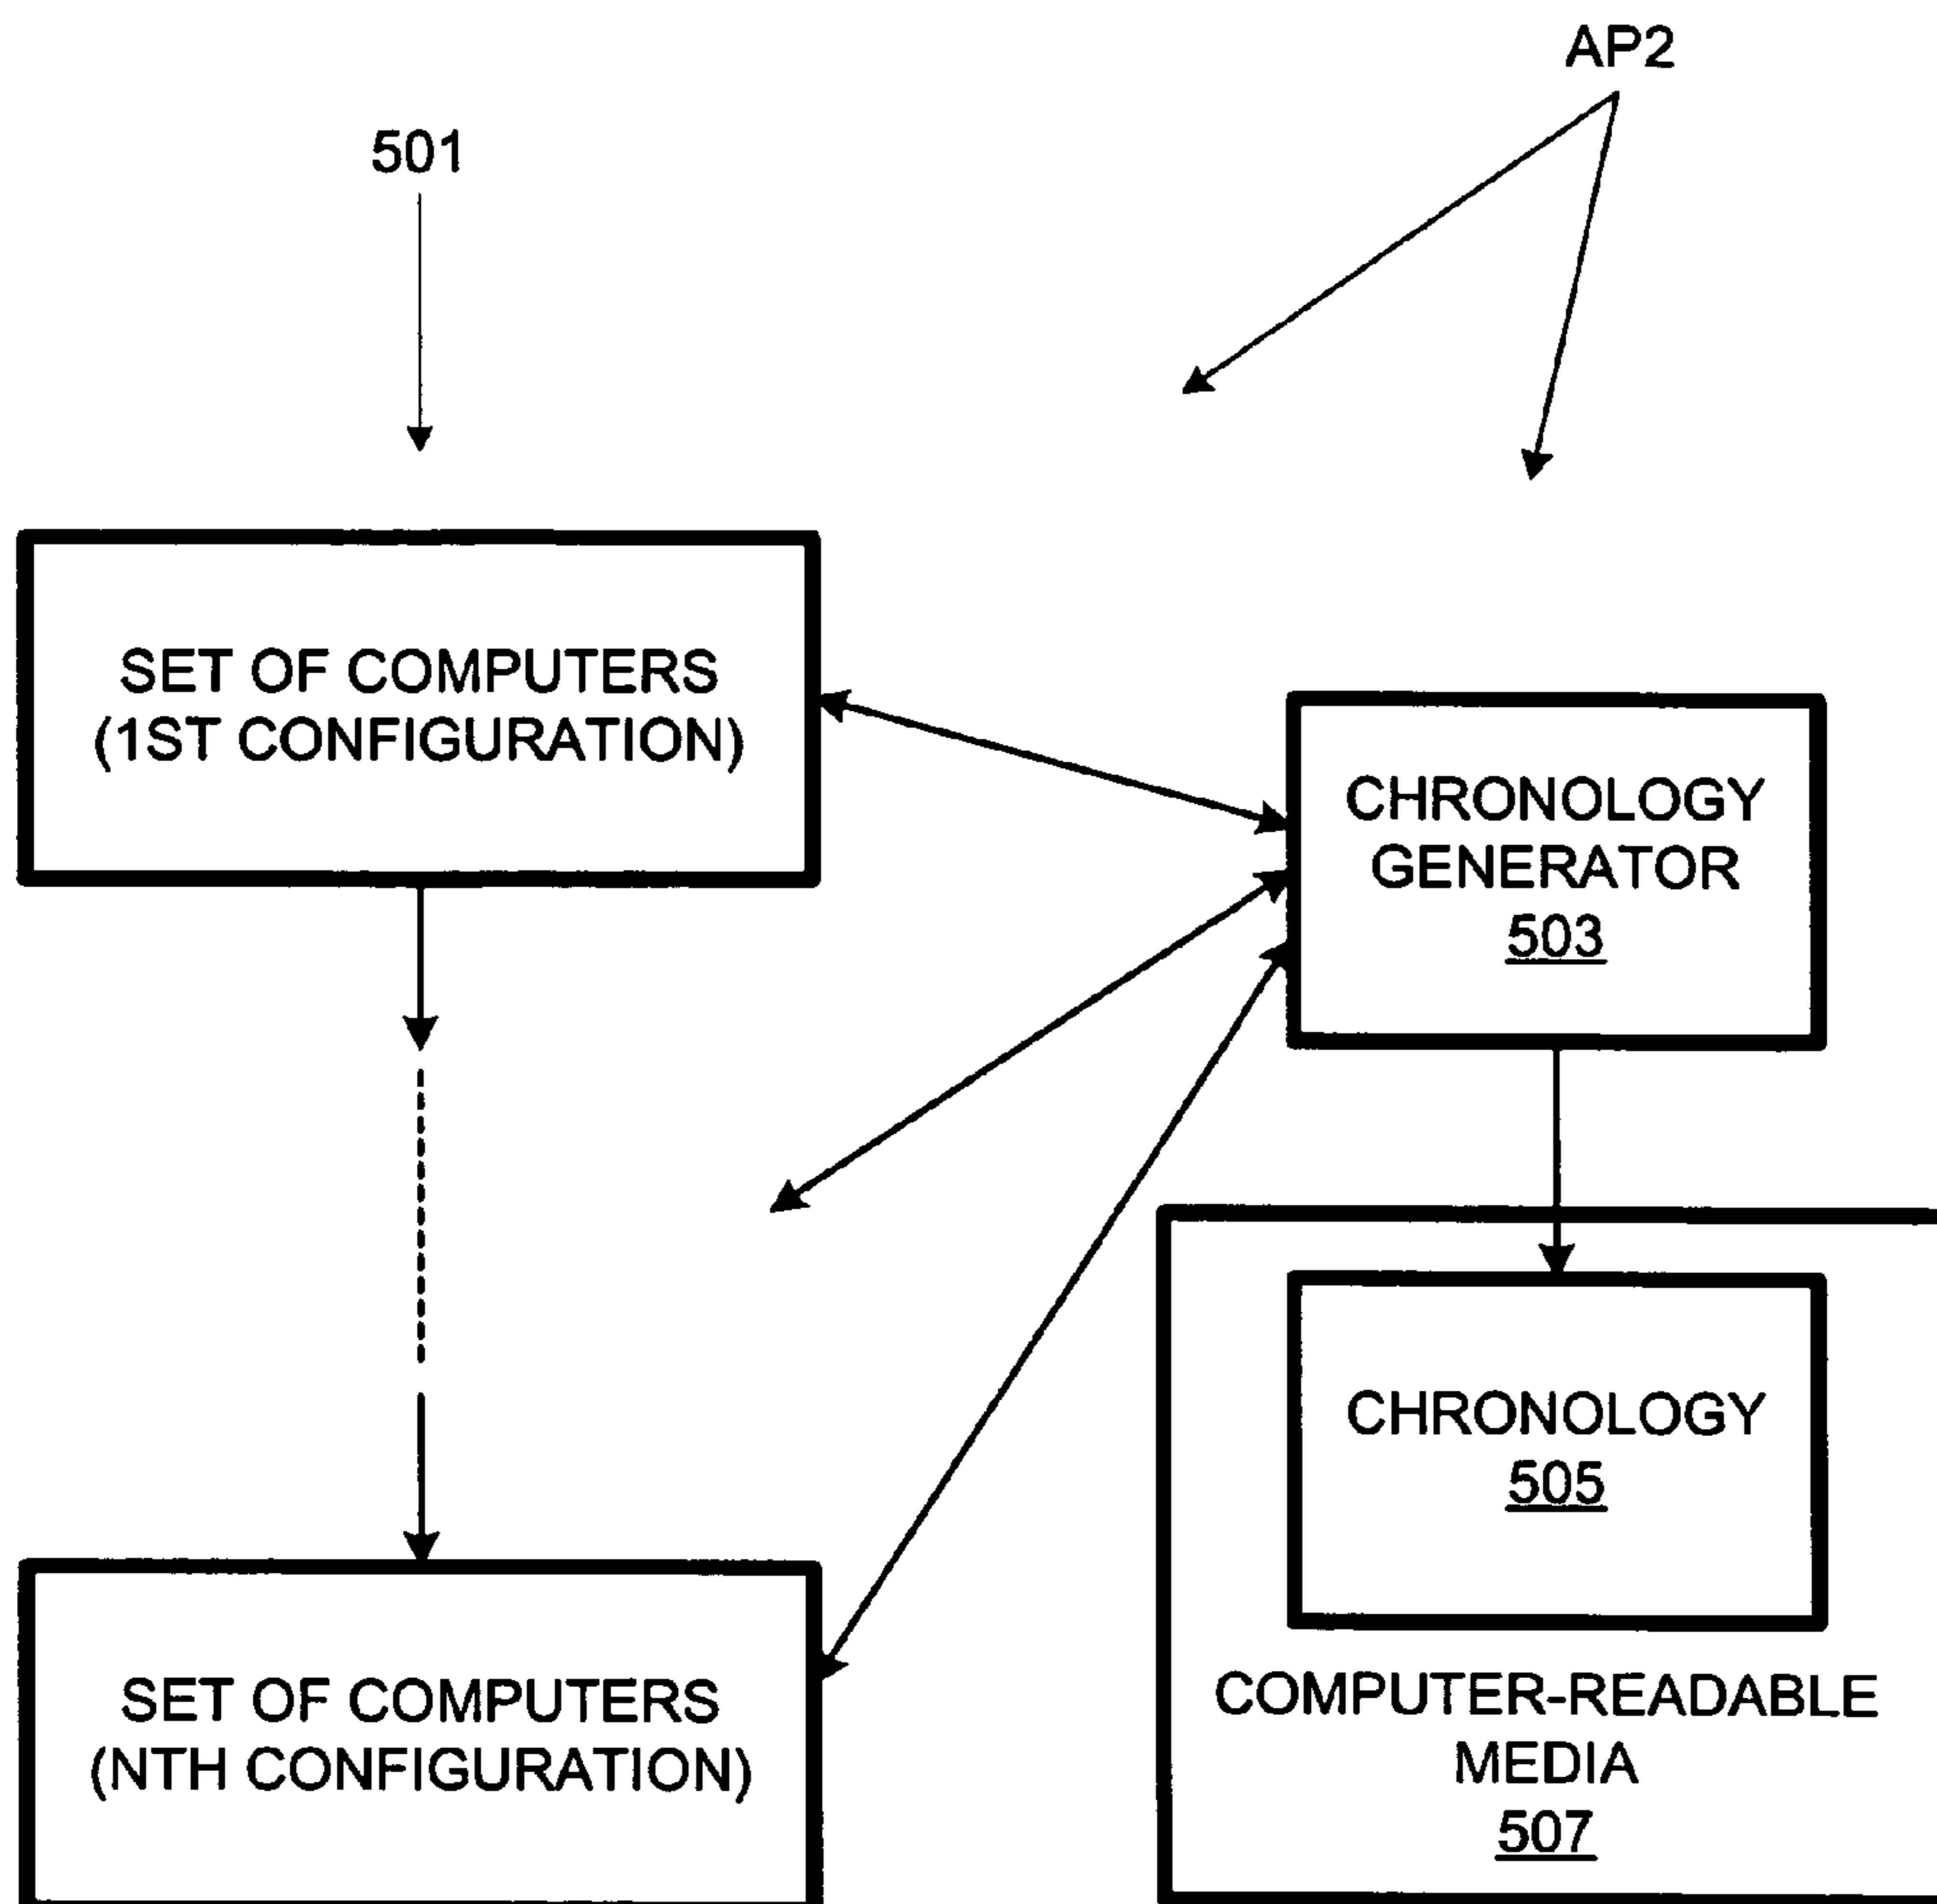 AP2
501
SET OF COMPUTERS
(1ST CONFIGURATION)
CHRONOLOGY
GENERATOR
503
CHRONOLOGY
505
SET OF COMPUTERS
(NTH CONFIGURATION)
COMPUTER-READABLE
MEDIA
507